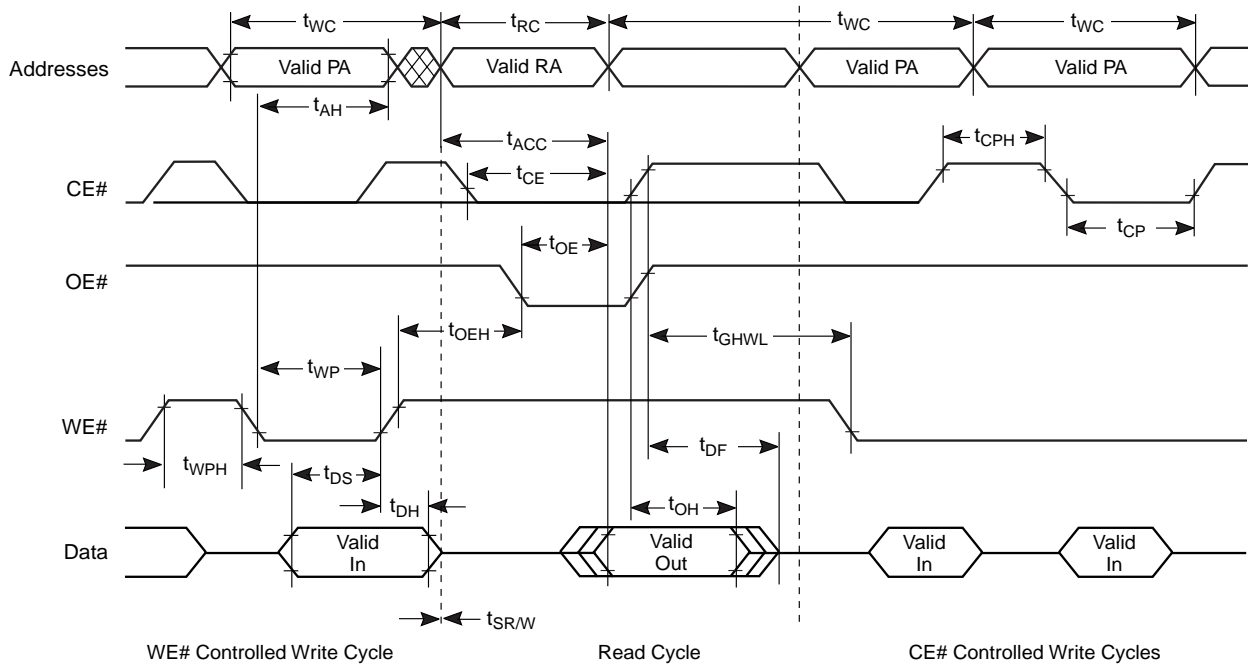 tWC
tRC
tWC
tWC
Addresses
Valid PA
Valid RA
Valid PA
Valid PA
tAH
tACC
tCPH
tCE
CE#
tCP
tOE
OE#
tOEH
tGHWL
tWP
WE#
tDF
tWPH
tDS
tDH
tOH
Data
Valid
In
Valid
Out
Valid
In
Valid
In
tSR/W
WE# Controlled Write Cycle
Read Cycle
CE# Controlled Write Cycles